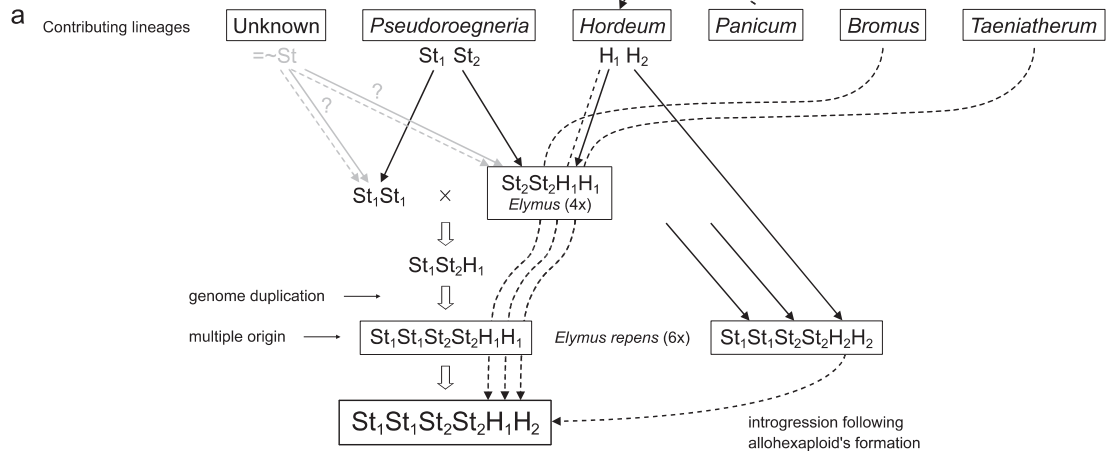 a
Contributing lineages
Unknown
Pseudoroegneria
Hordeum
Panicum
Bromus
Taeniatherum
=~St
St₁ St₂
H₁ H₂
?
?
St₁St₁
×
St₂St₂H₁H₁
Elymus (4x)
St₁St₂H₁
genome duplication
multiple origin
St₁St₁St₂St₂H₁H₁
Elymus repens (6x)
St₁St₁St₂St₂H₂H₂
St₁St₁St₂St₂H₁H₂
introgression following
allohexaploid's formation